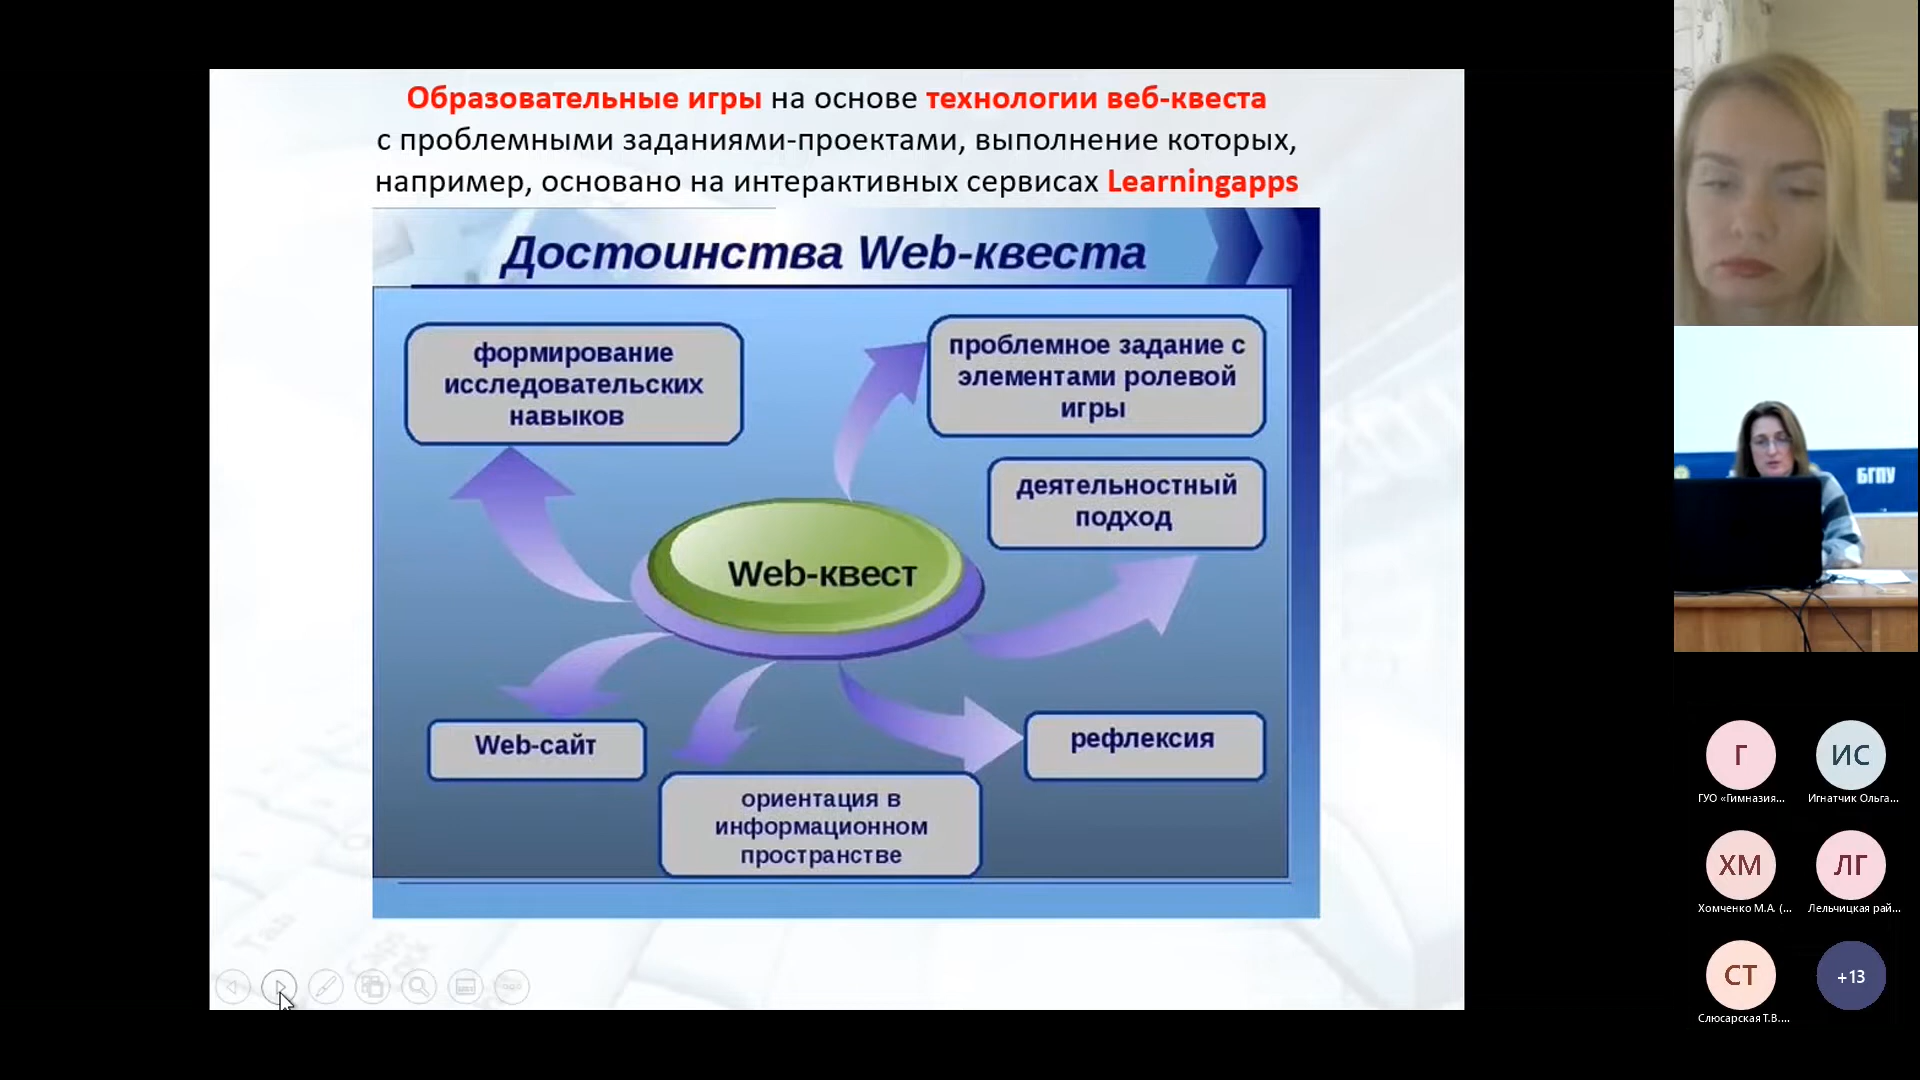 Образовательные игры на основе технологии веб-квеста
с проблемными заданиями-проектами, выполнение которых,
например, основано на интерактивных сервисах Learningapps
Достоинства Web-квеста
формирование
исследовательских
навыков
проблемное задание с
элементами ролевой
игры
деятельностный
подход
Web-квест
Web-сайт
рефлексия
ориентация в
информационном
пространстве
БГПУ
Г
ИС
ГУО «Гимназия...
Игнатчик Ольга...
ХМ
ЛГ
Хомченко М.А. (...
Лельчицкая рай...
СТ
+13
Слюсарская Т.В....